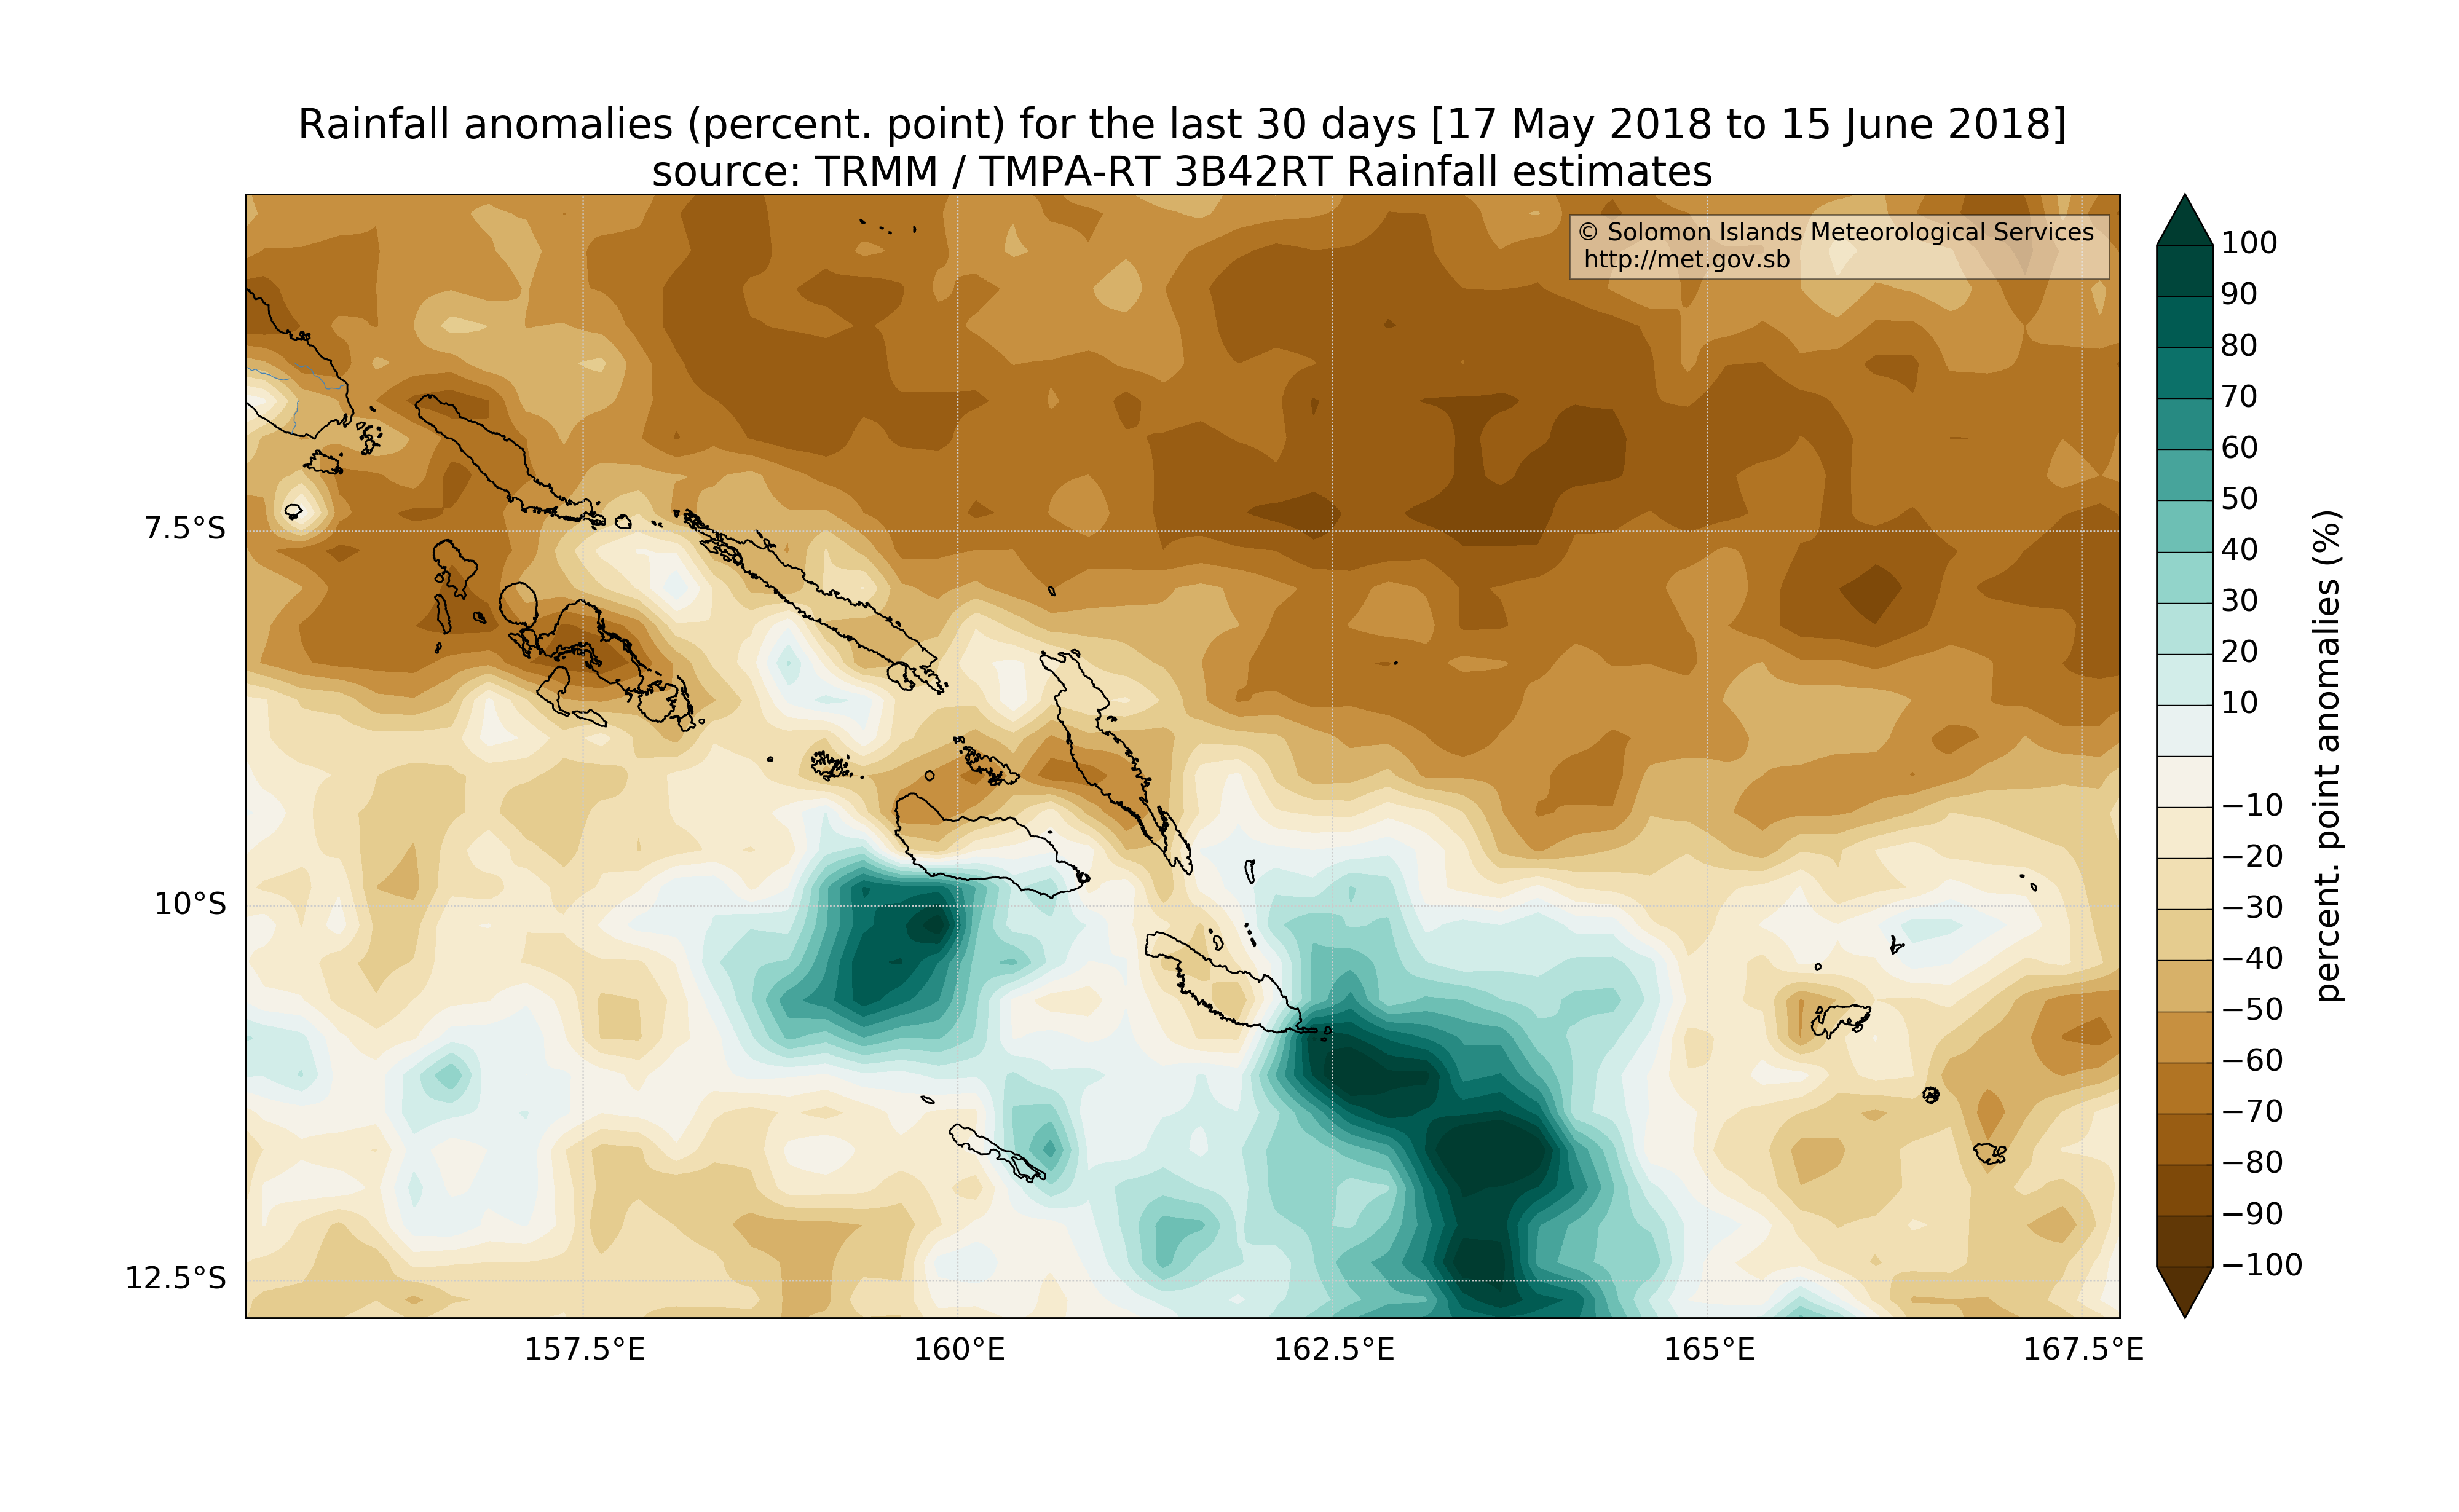 Rainfall anomalies (percent. point) for the last 30 days [17 May 2018 to 15 June 2018]
source: TRMM / TMPA-RT 3B42RT Rainfall estimates
© Solomon Islands Meteorological Services
http://met.gov.sb
7.5°S
10°S
12.5°S
157.5°E
160°E
162.5°E
165°E
167.5°E
100
90
80
70
60
50
40
30
20
10
−10
−20
−30
−40
−50
−60
−70
−80
−90
−100
percent. point anomalies (%)